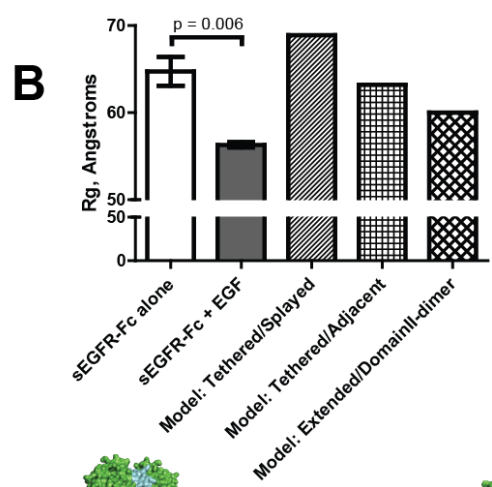 B
p = 0.006
Rg, Angstroms
70
60
50
50
0
sEGFR-Fc alone
sEGFR-Fc + EGF
Model: Tethered/Splayed
Model: Tethered/Adjacent
Model: Extended/DomainII-dimer